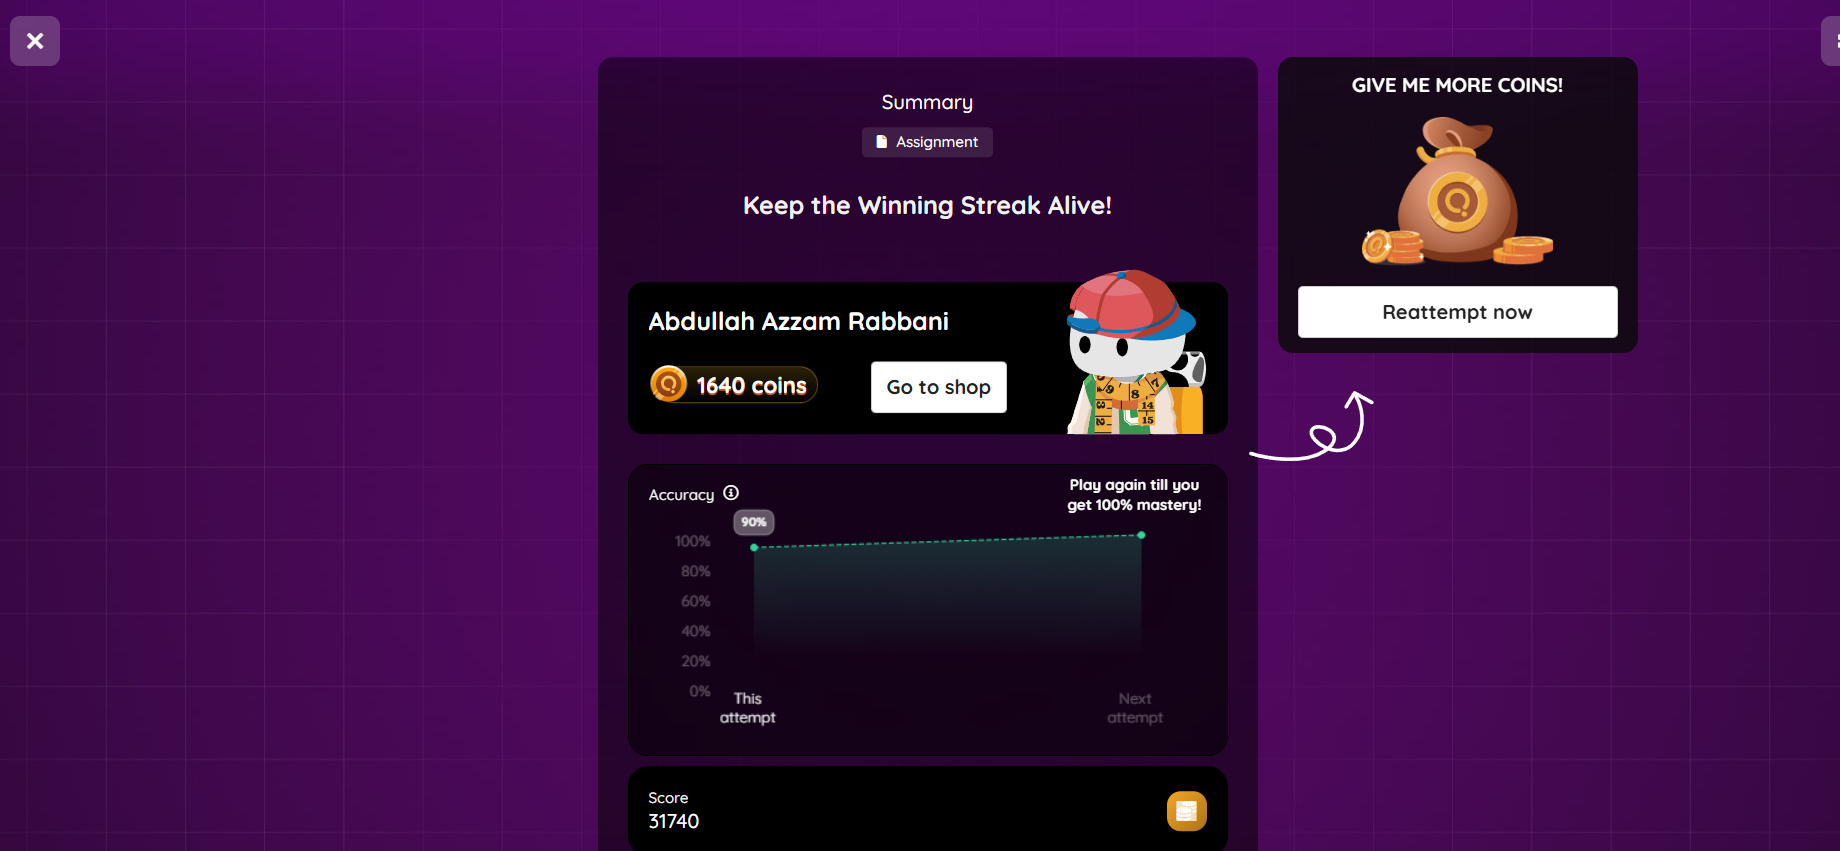 Summary
Assignment
Keep the Winning Streak Alive!
Abdullah Azzam Rabbani
1640 coins
Go to shop
Accuracy
Play again till you
get 100% mastery!
90%
100%
80%
60%
40%
20%
0%
This
attempt
Next
attempt
Score
31740
GIVE ME MORE COINS!
Reattempt now